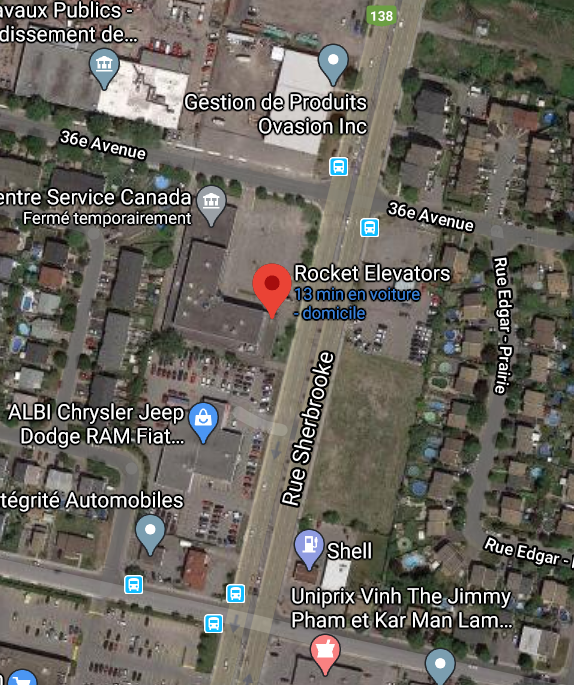 avaux Publics -
dissement de...
138
Gestion de Produits
Ovasion Inc
36e Avenue
entre Service Canada
Fermé temporairement
36e Avenue
Rocket Elevators
13 min en voiture
- domicile
Rue Edgar-Prairie
Rue Sherbrooke
ALBI Chrysler Jeep
Dodge RAM Fiat...
tégrité Automobiles
Shell
Rue Edgar-
Uniprix Vinh The Jimmy
Pham et Kar Man Lam...